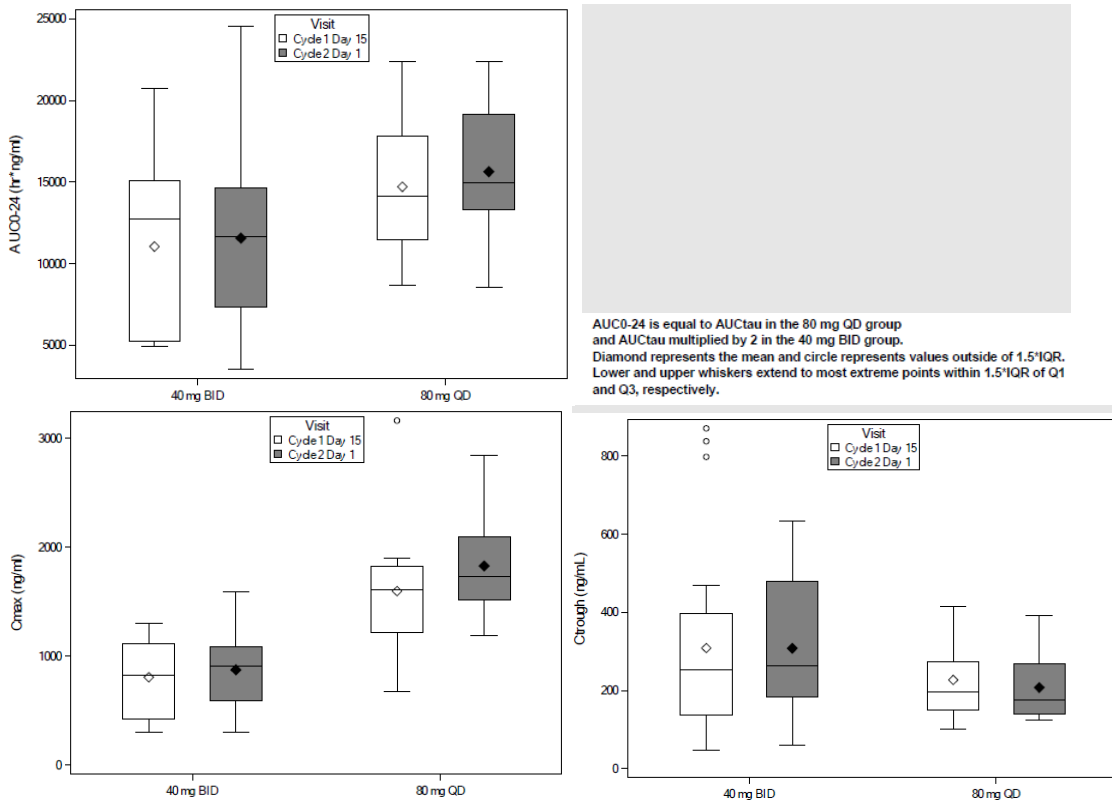 25000
20000
15000
10000
5000
AUC0-24 (hr*ng/ml)
Visit
Cycle 1 Day 15
Cycle 2 Day 1
40 mg BID
80 mg QD
AUC0-24 is equal to AUCtau in the 80 mg QD group
and AUCtau multiplied by 2 in the 40 mg BID group.
Diamond represents the mean and circle represents values outside of 1.5*IQR.
Lower and upper whiskers extend to most extreme points within 1.5*IQR of Q1
and Q3, respectively.
3000
2000
1000
0
Cmax (ng/ml)
Visit
Cycle 1 Day 15
Cycle 2 Day 1
40 mg BID
80 mg QD
800
600
400
200
0
Ctrough (ng/mL)
Visit
Cycle 1 Day 15
Cycle 2 Day 1
40 mg BID
80 mg QD